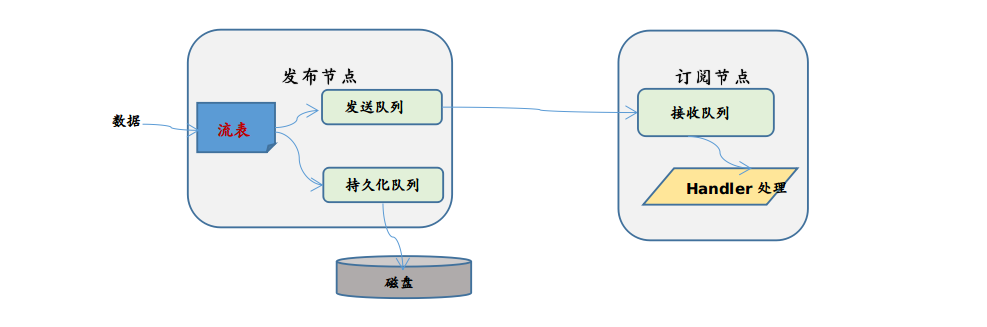 发布节点
订阅节点
数据
流表
发送队列
接收队列
持久化队列
Handler 处理
磁盘